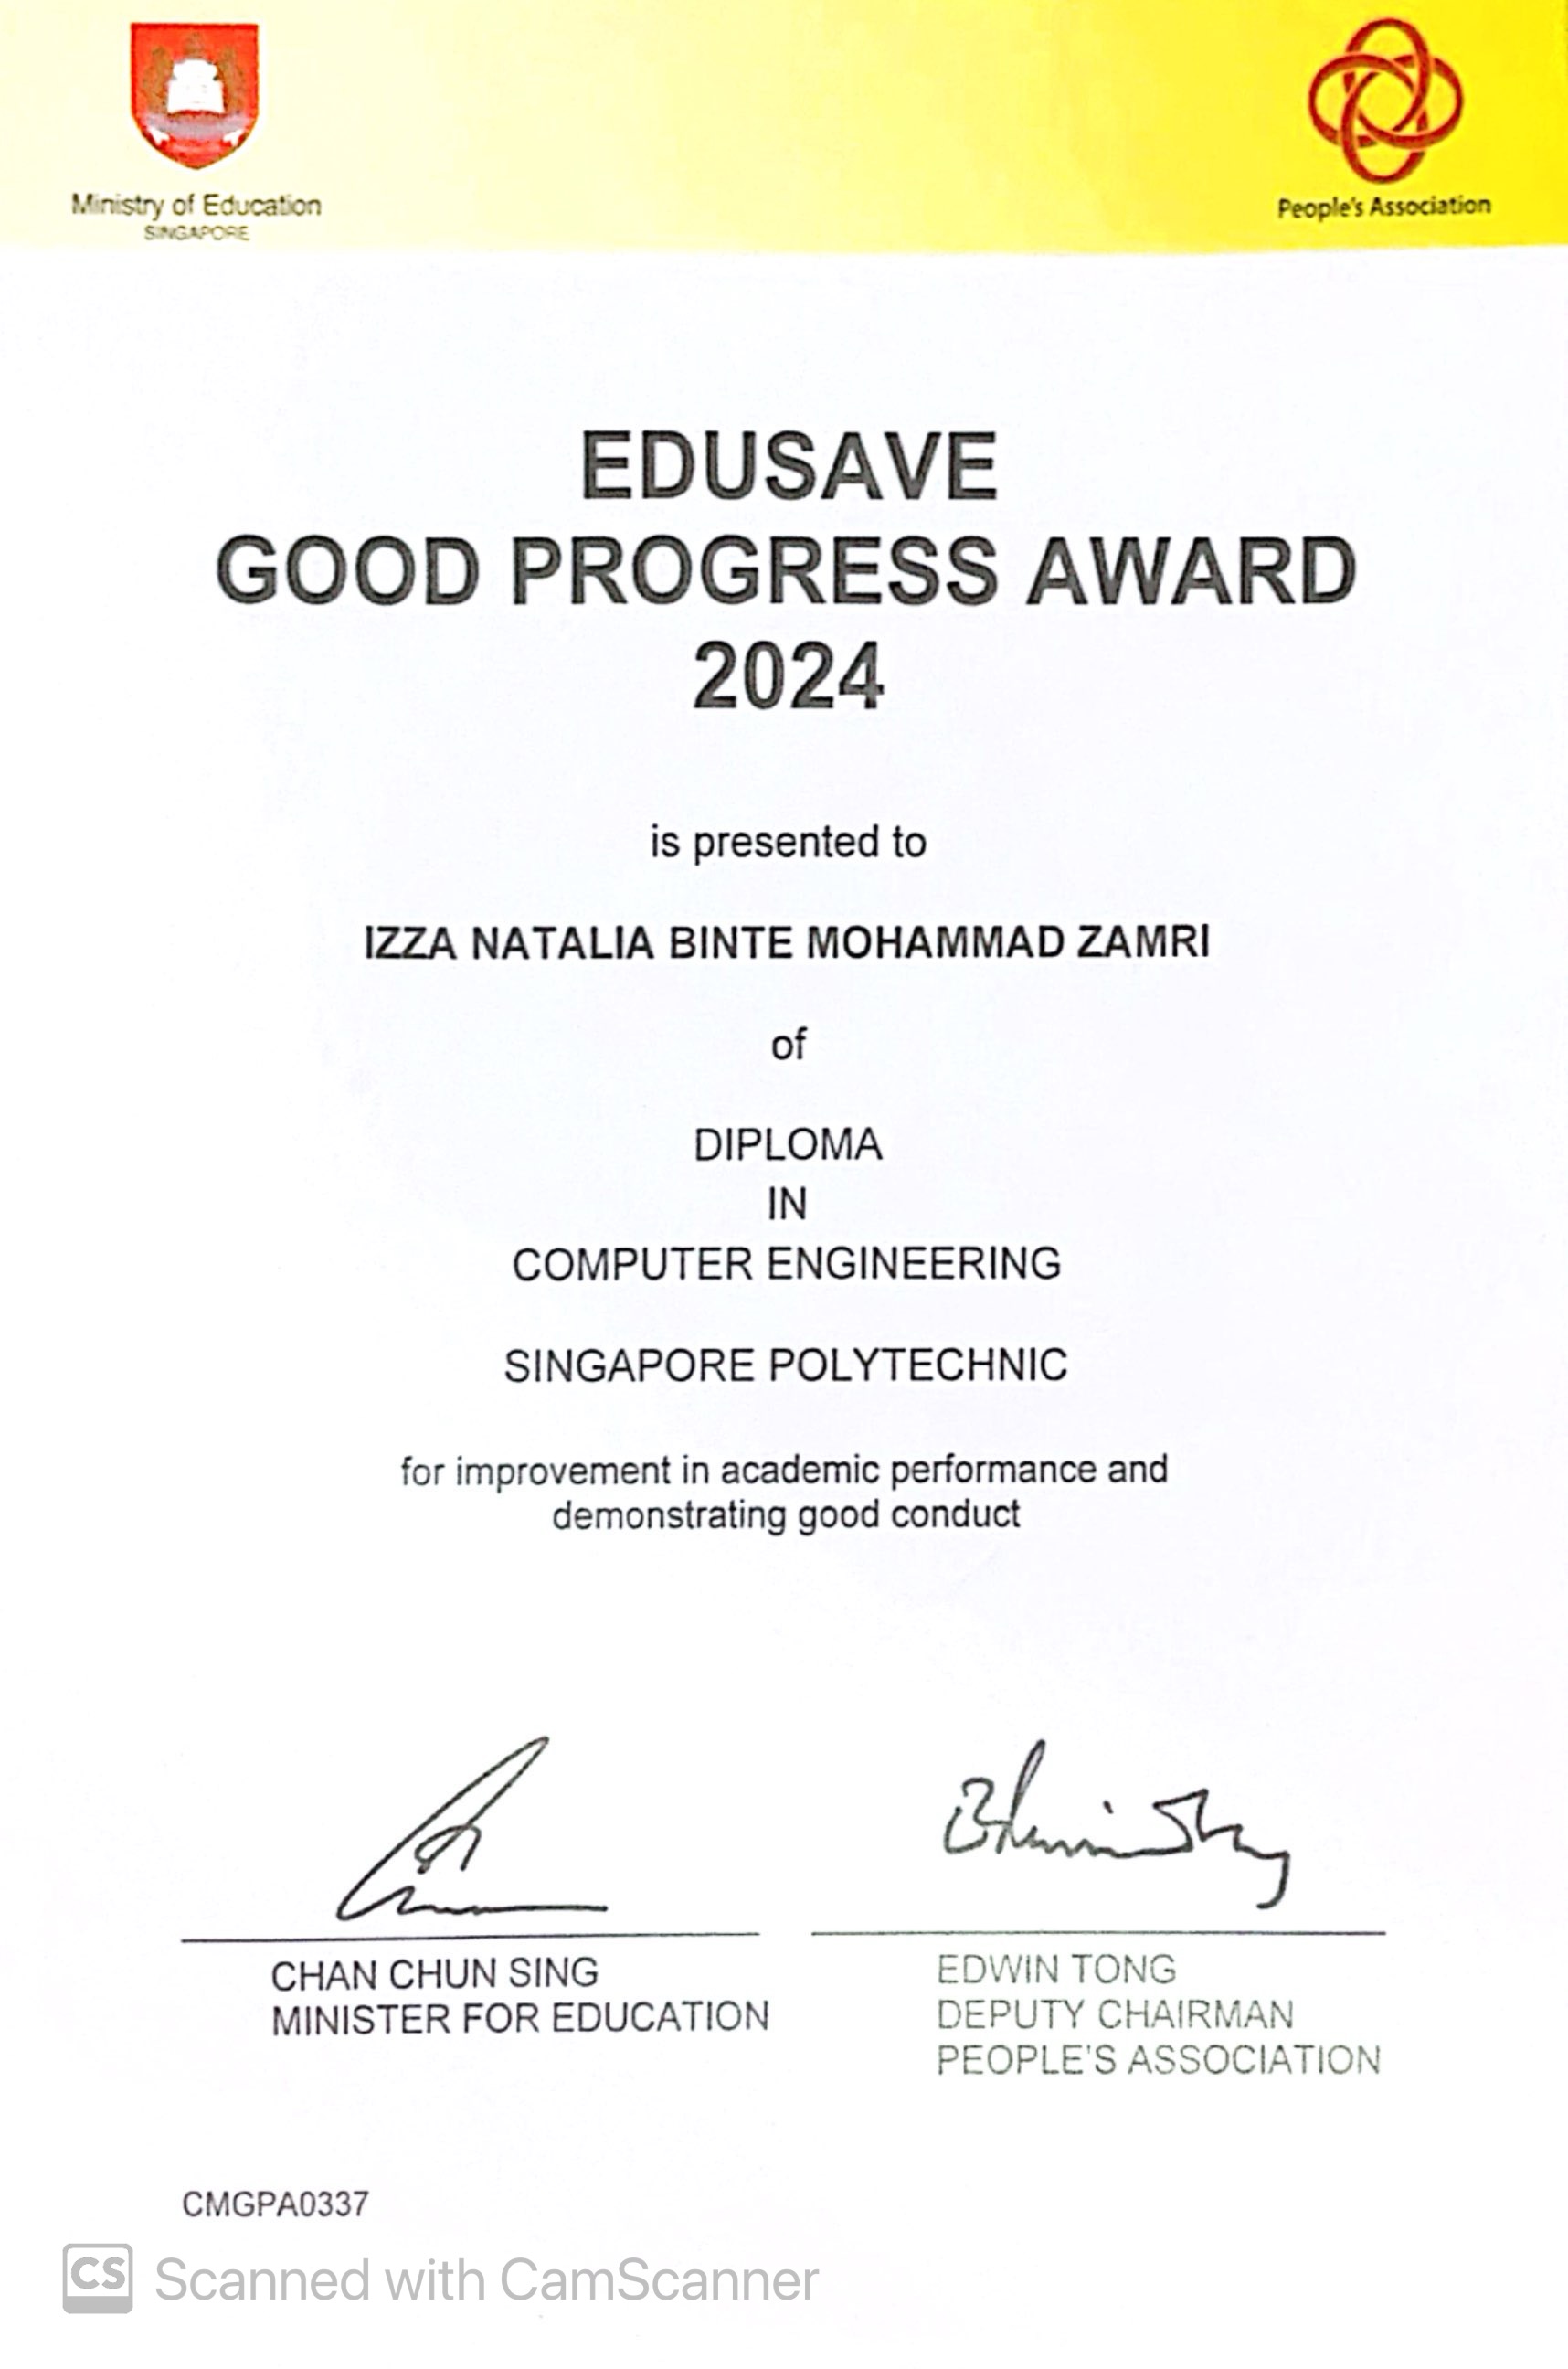 Ministry of Education
SINGAPORE
People's Association
EDUSAVE
GOOD PROGRESS AWARD
2024
is presented to
IZZA NATALIA BINTE MOHAMMAD ZAMRI
of
DIPLOMA
IN
COMPUTER ENGINEERING
SINGAPORE POLYTECHNIC
for improvement in academic performance and
demonstrating good conduct
CHAN CHUN SING
MINISTER FOR EDUCATION
EDWIN TONG
DEPUTY CHAIRMAN
PEOPLE'S ASSOCIATION
CMGPA0337
CS Scanned with CamScanner